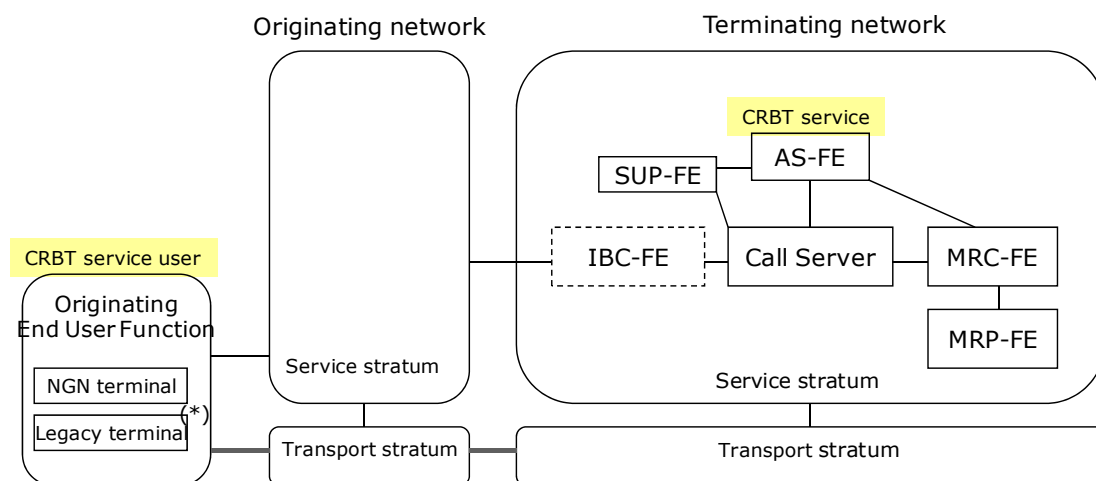 Originating network
Terminating network
CRBT service
AS-FE
SUP-FE
IBC-FE
Call Server
MRC-FE
MRP-FE
Service stratum
Service stratum
CRBT service user
Originating
End User Function
NGN terminal
(*)
Legacy terminal
Transport stratum
Transport stratum